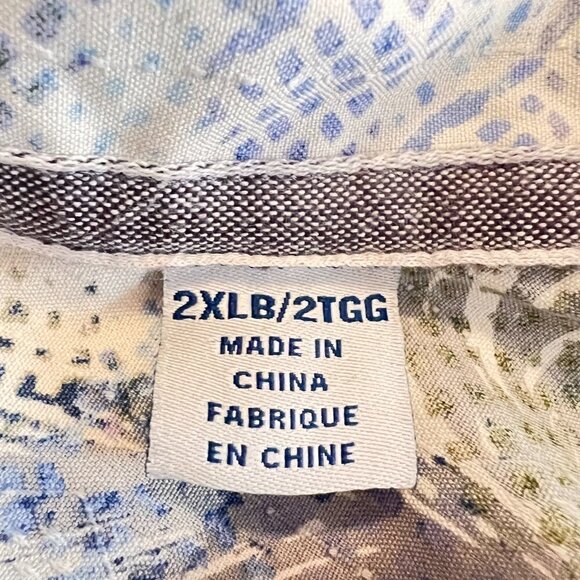 2XLB/2TGG
MADE IN
CHINA
FABRIQUE
EN CHINE